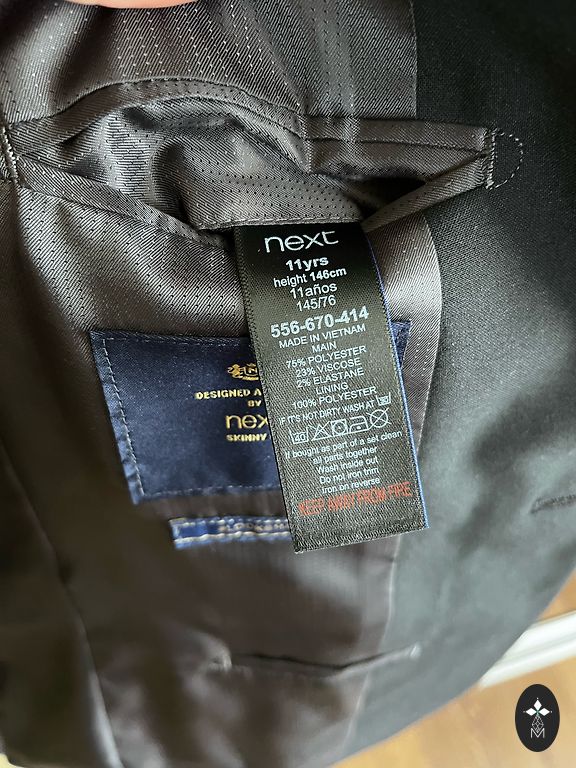 next
11yrs
height 146cm
11años
145/76
556-670-414
MADE IN VIETNAM
MAIN
75% POLYESTER
23% VISCOSE
2% ELASTANE
LINING
100% POLYESTER
IF IT'S NOT DIRTY WASH AT 30
40
If bought as part of a set clean
all parts together
Wash inside out
Do not iron trim
Iron on reverse
KEEP AWAY FROM FIRE
DESIGNED A
BY
nex
SKINNY
M